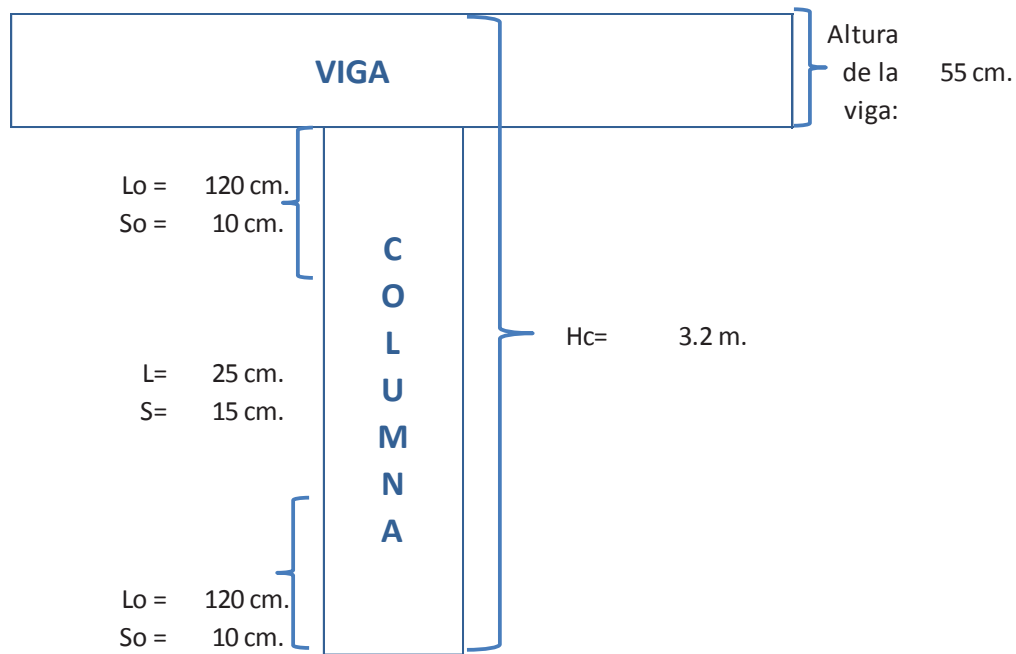 VIGA
Altura
de la
viga:
55 cm.
Lo = 120 cm.
So = 10 cm.
C
O
L
U
M
N
A
Hc= 3.2 m.
L= 25 cm.
S= 15 cm.
Lo = 120 cm.
So = 10 cm.